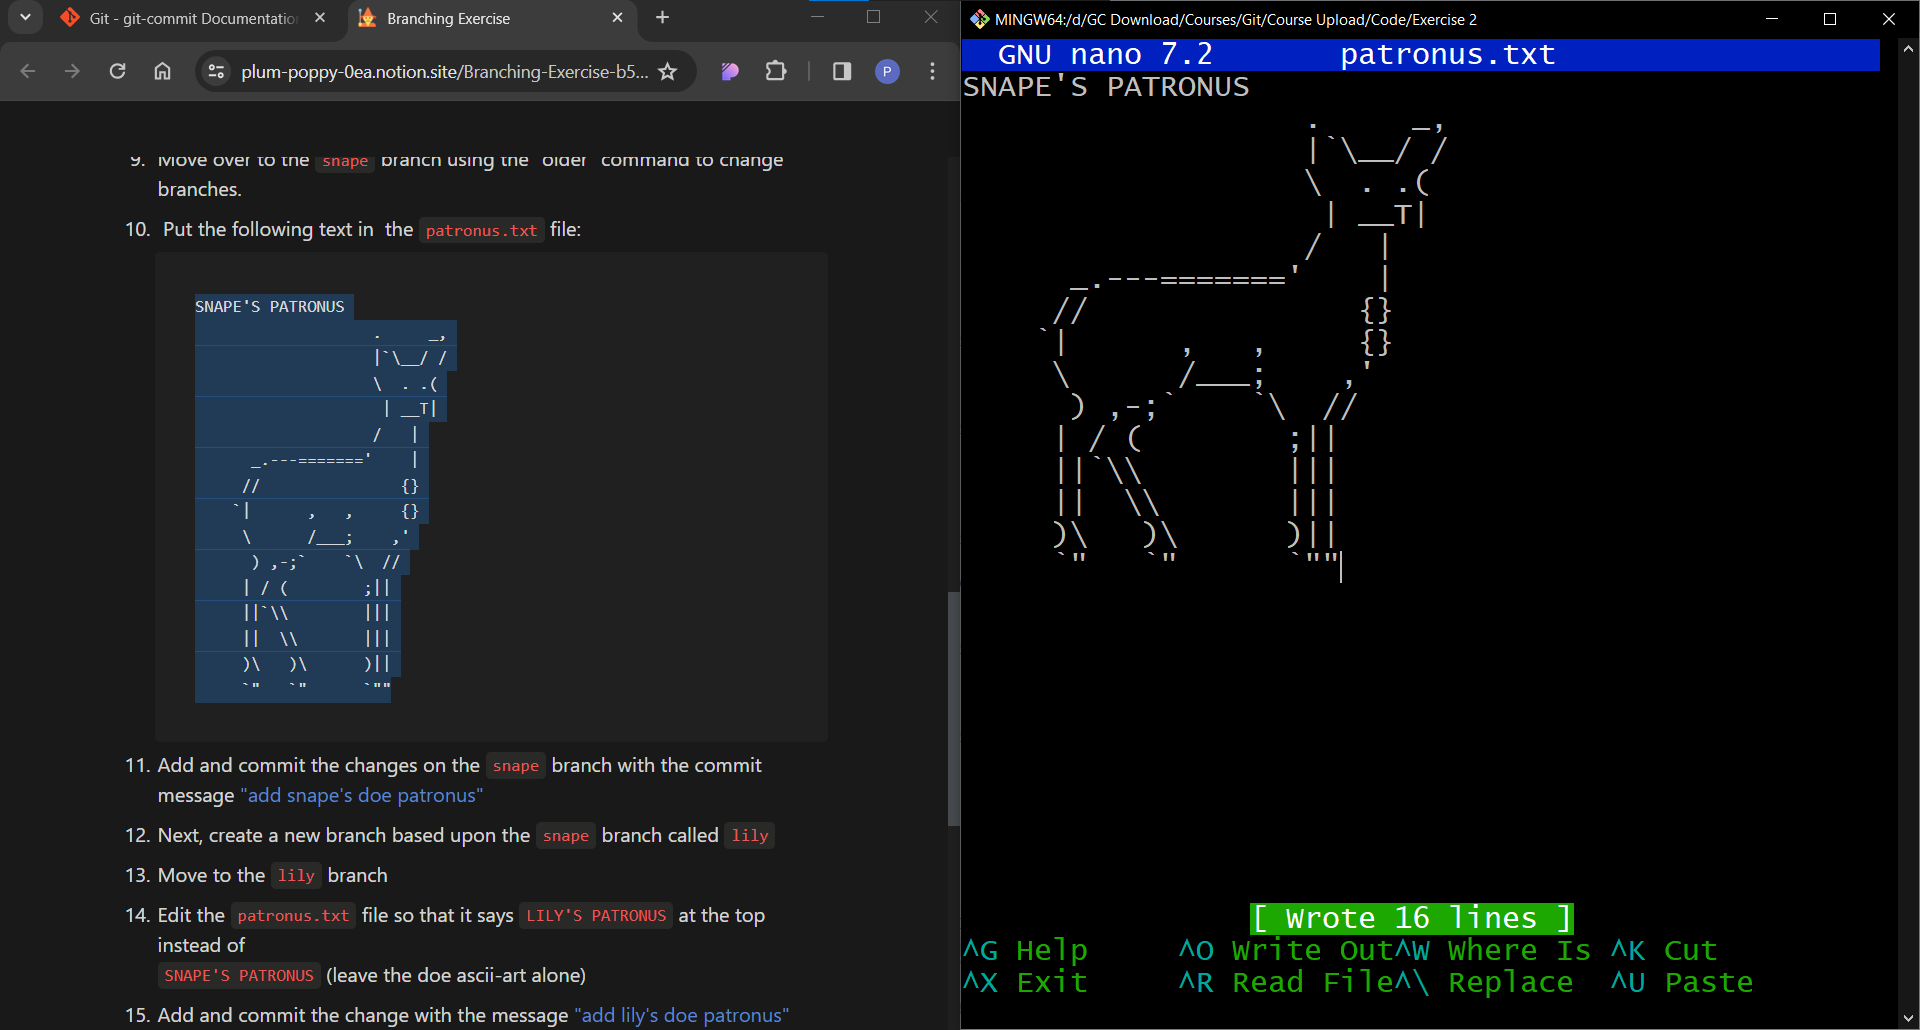 Git - git-commit Documentatio
Branching Exercise
plum-poppy-0ea.notion.site/Branching-Exercise-b5...
P
9. Move over to the snape branch using the "older" command to change
branches.
10. Put the following text in the patronus.txt file:
SNAPE'S PATRONUS
                   .     _,
                   |`\__/ /
                   \  . .(
                    | __T|
                   /   |
      _.---======='    |
     //               {}
    `|      ,   ,     {}
     \      /___;    ,'
      ) ,-;`    `\  //
     | / (        ;||
     ||`\\        |||
     ||  \\       |||
     )\   )\      )||
     `"   `"      `""
11. Add and commit the changes on the snape branch with the commit
message "add snape's doe patronus"
12. Next, create a new branch based upon the snape branch called lily
13. Move to the lily branch
14. Edit the patronus.txt file so that it says LILY'S PATRONUS at the top
instead of
SNAPE'S PATRONUS (leave the doe ascii-art alone)
15. Add and commit the change with the message "add lily's doe patronus"
MINGW64:/d/GC Download/Courses/Git/Course Upload/Code/Exercise 2
GNU nano 7.2 patronus.txt
SNAPE'S PATRONUS
                   .     _,
                   |`\__/ /
                   \  . .(
                    | __T|
                   /   |
      _.---======='    |
     //               {}
    `|      ,   ,     {}
     \      /___;    ,'
      ) ,-;`    `\  //
     | / (        ;||
     ||`\\        |||
     ||  \\       |||
     )\   )\      )||
     `"   `"      `""
[ Wrote 16 lines ]
^G Help ^O Write Out ^W Where Is ^K Cut
^X Exit ^R Read File ^\ Replace ^U Paste